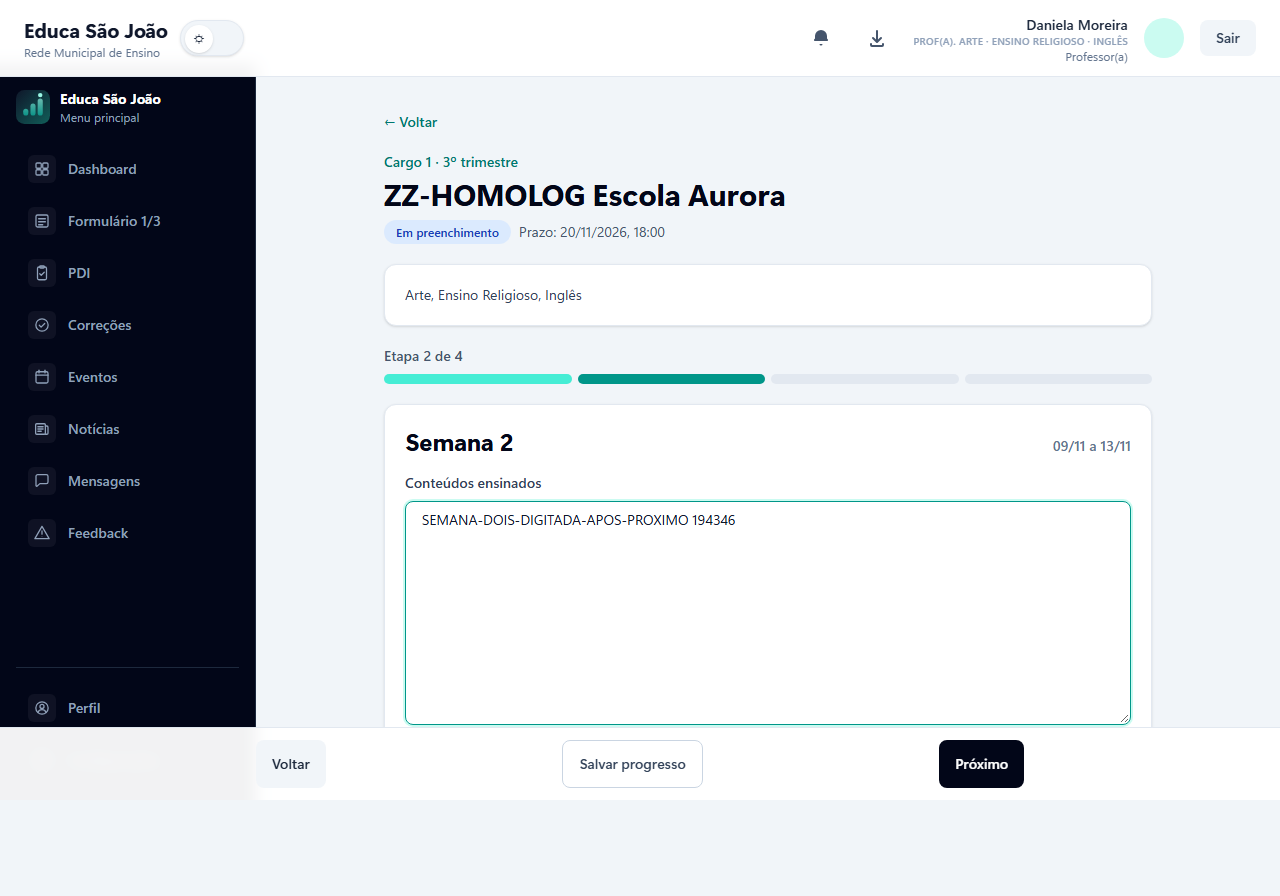 Educa São João
Rede Municipal de Ensino
Daniela Moreira
PROF(A). ARTE · ENSINO RELIGIOSO · INGLÊS
Professor(a)
Sair
Educa São João
Menu principal
Dashboard
Formulário 1/3
PDI
Correções
Eventos
Notícias
Mensagens
Feedback
Perfil
← Voltar
Cargo 1 · 3º trimestre
ZZ-HOMOLOG Escola Aurora
Em preenchimento
Prazo: 20/11/2026, 18:00
Arte, Ensino Religioso, Inglês
Etapa 2 de 4
Semana 2
09/11 a 13/11
Conteúdos ensinados
SEMANA-DOIS-DIGITADA-APOS-PROXIMO 194346
Voltar
Salvar progresso
Próximo